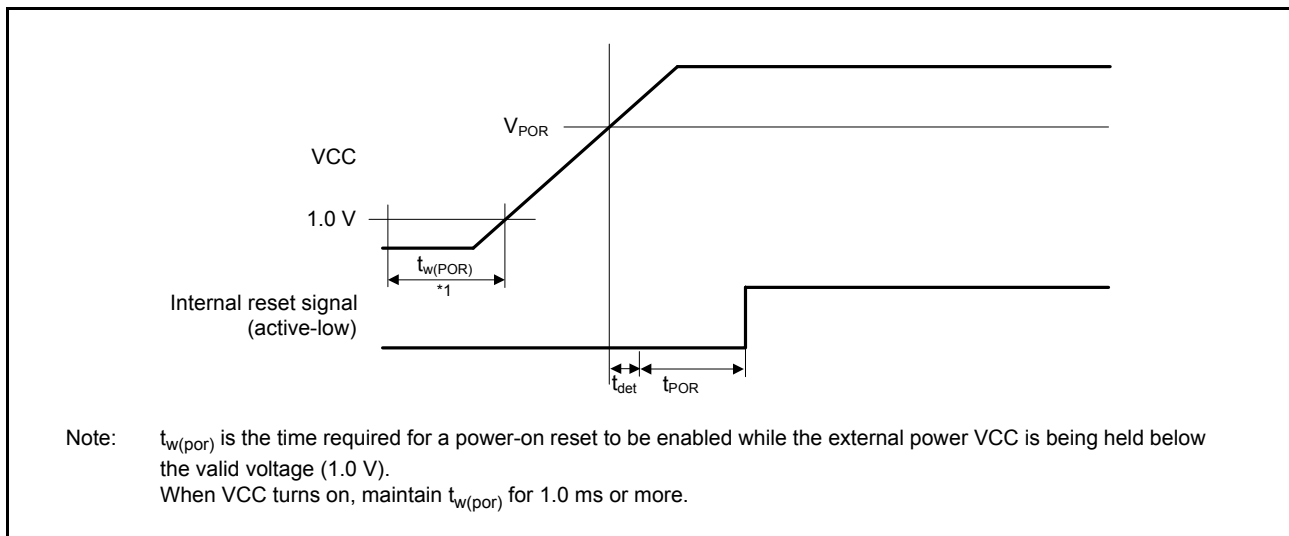 V_POR
VCC
1.0 V
t_w(POR)
*1
Internal reset signal
(active-low)
t_det
t_POR
Note: t_w(por) is the time required for a power-on reset to be enabled while the external power VCC is being held below
the valid voltage (1.0 V).
When VCC turns on, maintain t_w(por) for 1.0 ms or more.